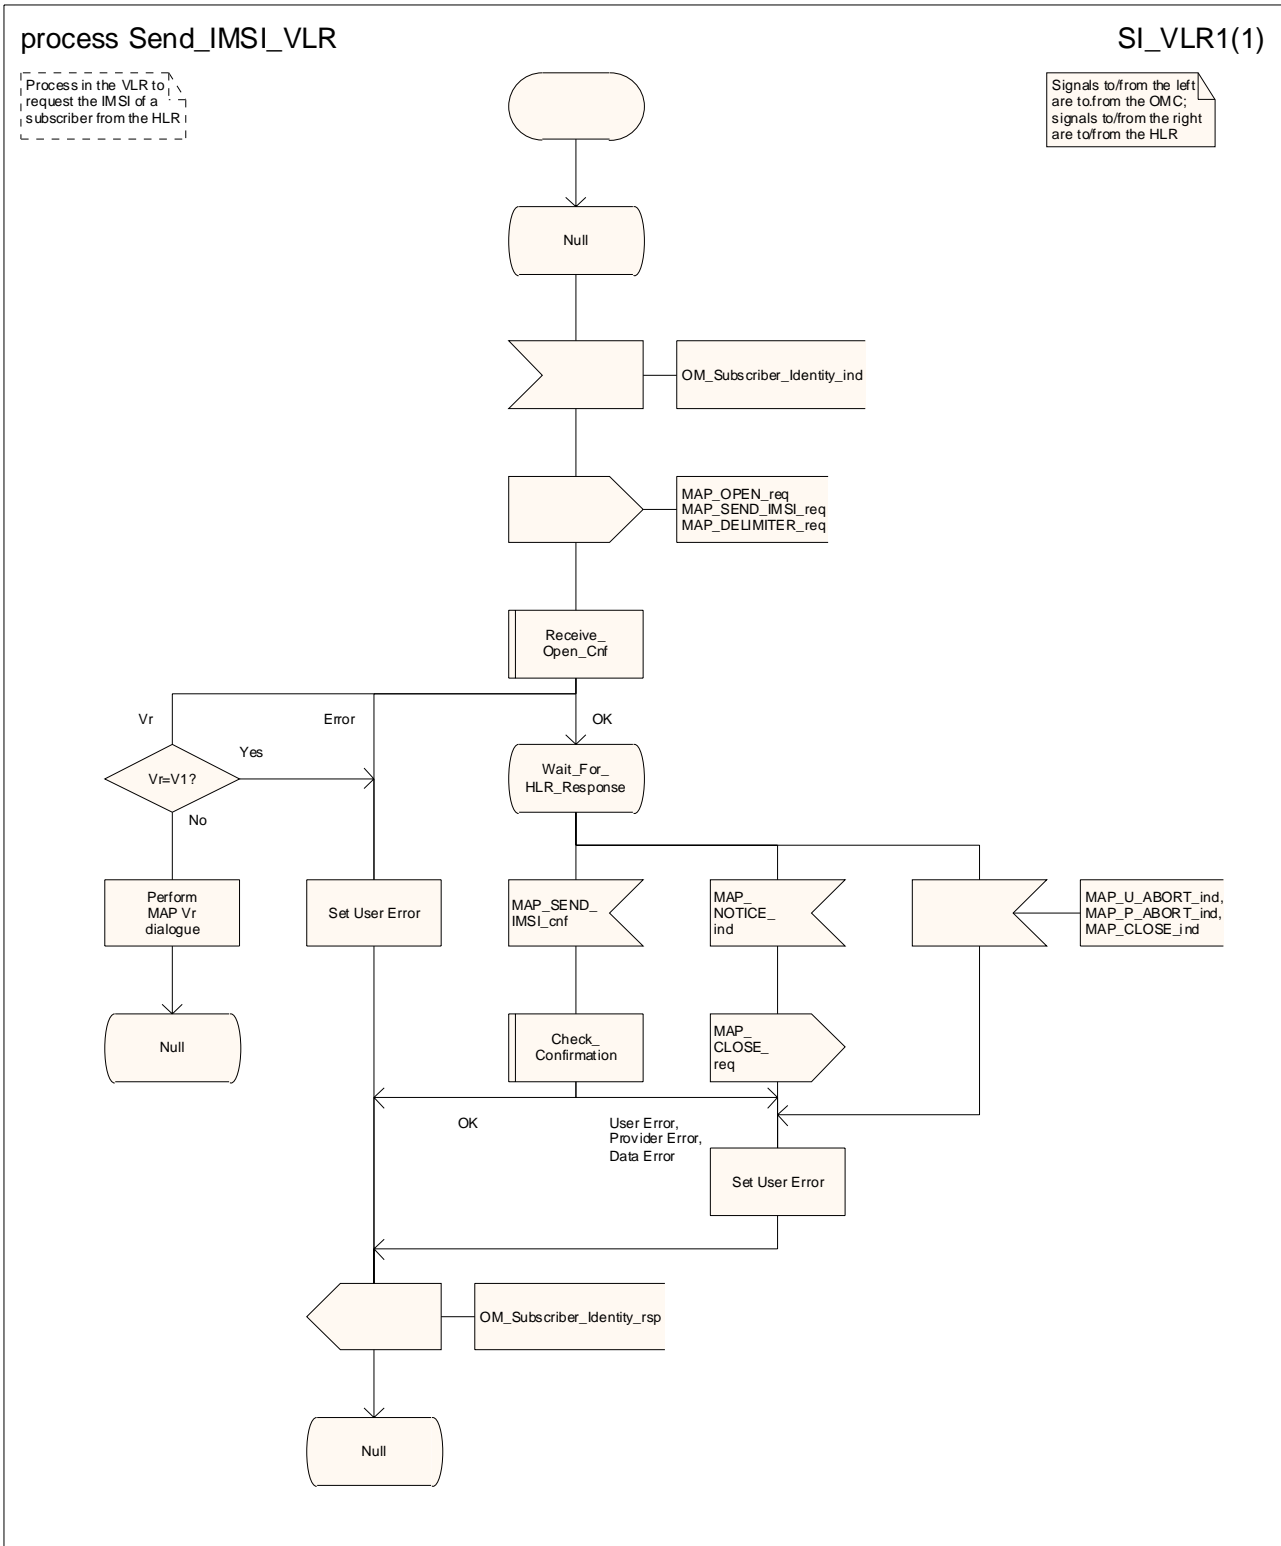 process Send_IMSI_VLR
SI_VLR1(1)
Process in the VLR to
request the IMSI of a
subscriber from the HLR
Signals to/from the left
are to.from the OMC;
signals to/from the right
are to/from the HLR
Null
OM_Subscriber_Identity_ind
MAP_OPEN_req
MAP_SEND_IMSI_req
MAP_DELIMITER_req
Receive_
Open_Cnf
Vr
Error
OK
Yes
Vr=V1?
Wait_For_
HLR_Response
No
Perform
MAP Vr
dialogue
Set User Error
MAP_SEND_
IMSI_cnf
MAP_
NOTICE_
ind
MAP_U_ABORT_ind,
MAP_P_ABORT_ind,
MAP_CLOSE_ind
Null
Check_
Confirmation
MAP_
CLOSE_
req
OK
User Error,
Provider Error,
Data Error
Set User Error
OM_Subscriber_Identity_rsp
Null